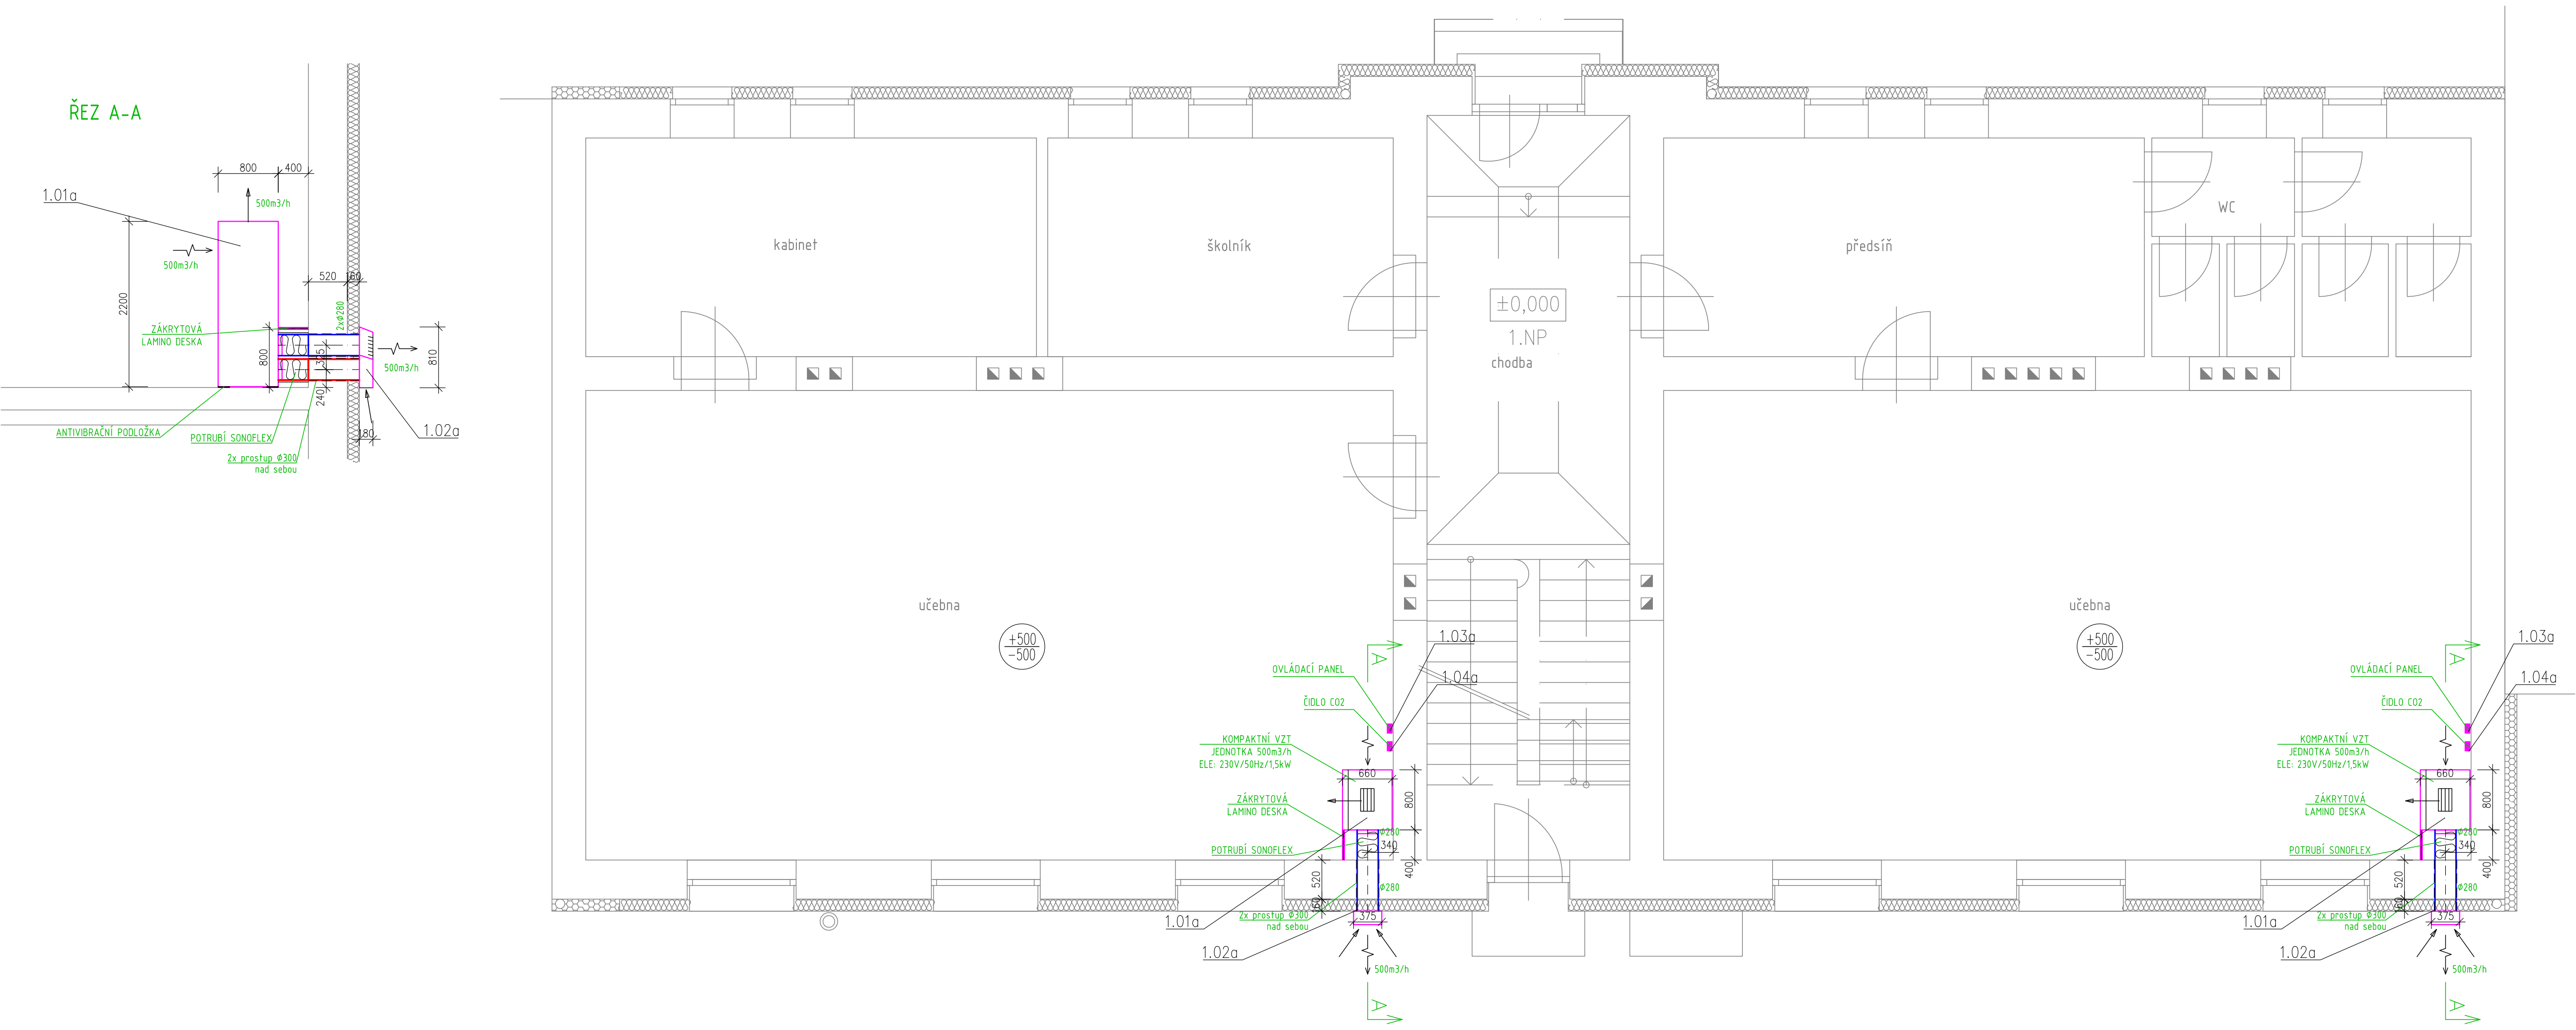 ŘEZ A-A
800
400
1.01a
500m3/h
500m3/h
2200
520
160
2xφ280
ZÁKRYTOVÁ
LAMINO DESKA
800
375
810
500m3/h
240
180
1.02a
ANTIVIBRAČNÍ PODLOŽKA
POTRUBÍ SONOFLEX
2x prostup φ300
nad sebou
kabinet
školník
předsíň
WC
±0,000
1.NP
chodba
učebna
+500
-500
A
1.03a
OVLÁDACÍ PANEL
1.04a
ČIDLO CO2
KOMPAKTNÍ VZT
JEDNOTKA 500m3/h
ELE: 230V/50Hz/1,5kW
660
800
ZÁKRYTOVÁ
LAMINO DESKA
φ280
POTRUBÍ SONOFLEX
340
400
520
φ280
160
1.01a
2x prostup φ300
nad sebou
375
1.02a
500m3/h
A
učebna
+500
-500
A
1.03a
OVLÁDACÍ PANEL
1.04a
ČIDLO CO2
KOMPAKTNÍ VZT
JEDNOTKA 500m3/h
ELE: 230V/50Hz/1,5kW
660
800
ZÁKRYTOVÁ
LAMINO DESKA
φ280
POTRUBÍ SONOFLEX
340
400
520
φ280
160
1.01a
2x prostup φ300
nad sebou
375
1.02a
500m3/h
A